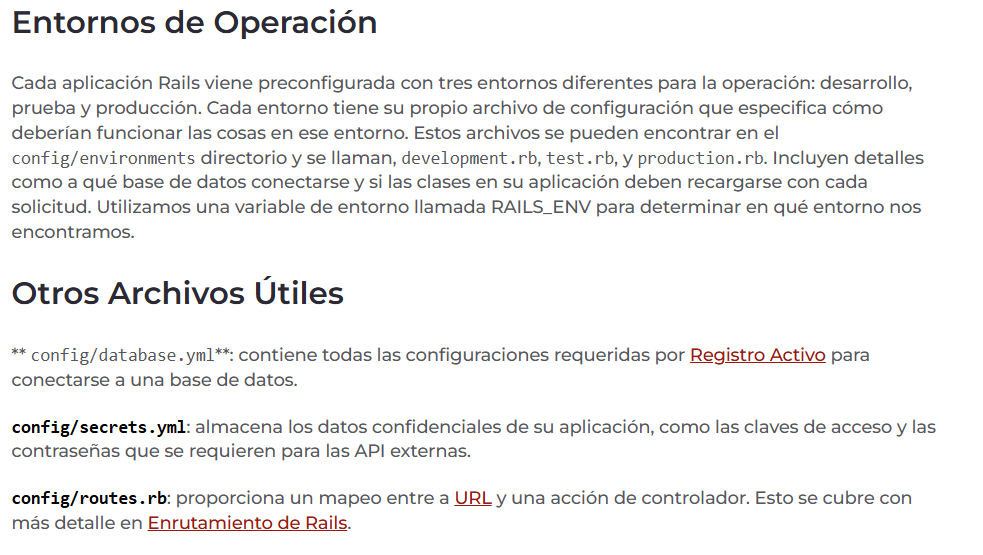 Entornos de Operación
Cada aplicación Rails viene preconfigurada con tres entornos diferentes para la operación: desarrollo,
prueba y producción. Cada entorno tiene su propio archivo de configuración que especifica cómo
deberían funcionar las cosas en ese entorno. Estos archivos se pueden encontrar en el
config/environments directorio y se llaman, development.rb, test.rb, y production.rb. Incluyen detalles
como a qué base de datos conectarse y si las clases en su aplicación deben recargarse con cada
solicitud. Utilizamos una variable de entorno llamada RAILS_ENV para determinar en qué entorno nos
encontramos.
Otros Archivos Útiles
** config/database.yml**: contiene todas las configuraciones requeridas por Registro Activo para
conectarse a una base de datos.
config/secrets.yml: almacena los datos confidenciales de su aplicación, como las claves de acceso y las
contraseñas que se requieren para las API externas.
config/routes.rb: proporciona un mapeo entre a URL y una acción de controlador. Esto se cubre con
más detalle en Enrutamiento de Rails.